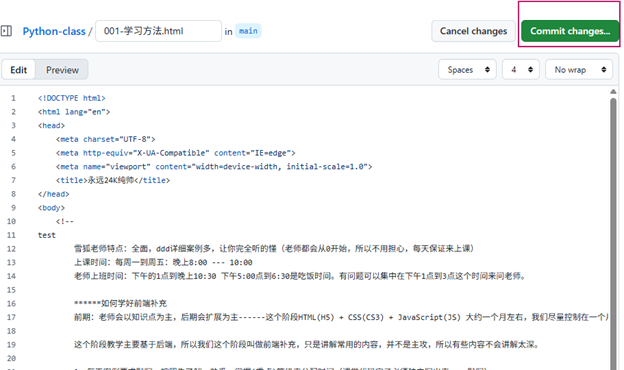 Python-class / 001-学习方法.html in main Cancel changes Commit changes...
Edit Preview Spaces 4 No wrap
1 <!DOCTYPE html>
2 <html lang="en">
3 <head>
4 <meta charset="UTF-8">
5 <meta http-equiv="X-UA-Compatible" content="IE=edge">
6 <meta name="viewport" content="width=device-width, initial-scale=1.0">
7 <title>永远24K纯帅</title>
8 </head>
9 <body>
10 <!--
11 test
12 雪狐老师特点：全面，ddd详细案例多，让你完全听的懂（老师都会从0开始，所以不用担心，每天保证来上课）
13 上课时间：每周一到周五：晚上8:00 --- 10:00
14 老师上班时间：下午的1点到晚上10:30 下午5:00点到6:30是吃饭时间。有问题可以集中在下午1点到3点这个时间来问老师。
15
16 ******如何学好前端补充
17 前期：老师会以知识点为主，后期会扩展为主------这个阶段HTML(H5) + CSS(CSS3) + JavaScript(JS) 大约一个月左右，我们尽量控制在一个月
18
19 这个阶段教学主要基于后端，所以我们这个阶段叫做前端补充，只是讲解常用的内容，并不是主攻，所以有些内容不会讲解太深。
20